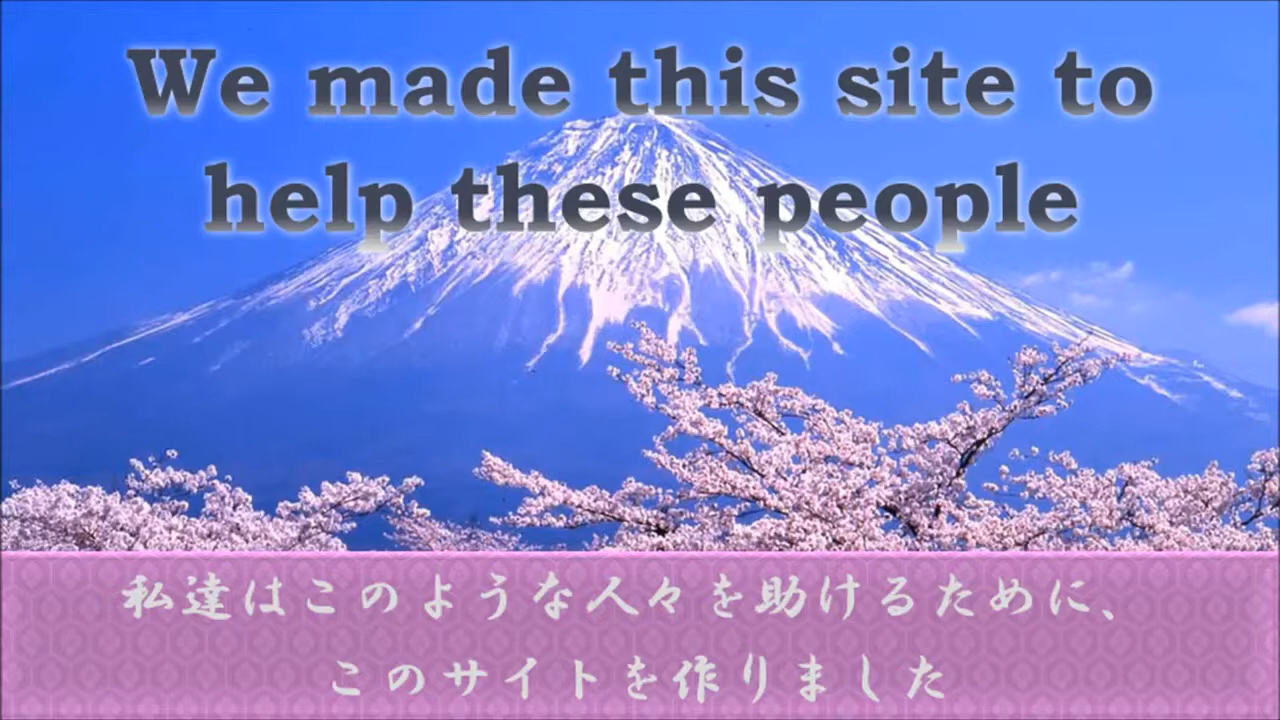 We made this site to
help these people
私達はこのような人々を助けるために、
このサイトを作りました